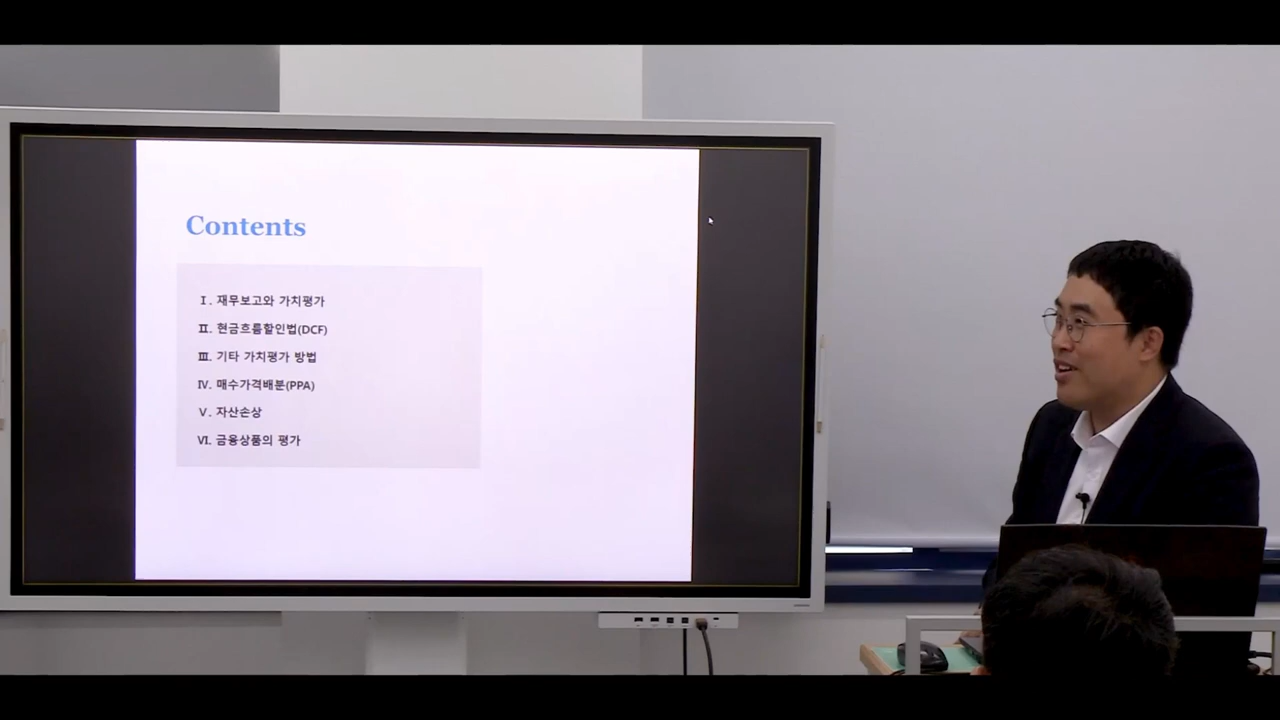 Contents
Ⅰ. 재무보고와 가치평가
Ⅱ. 현금흐름할인법(DCF)
Ⅲ. 기타 가치평가 방법
Ⅳ. 매수가격배분(PPA)
Ⅴ. 자산손상
Ⅵ. 금융상품의 평가